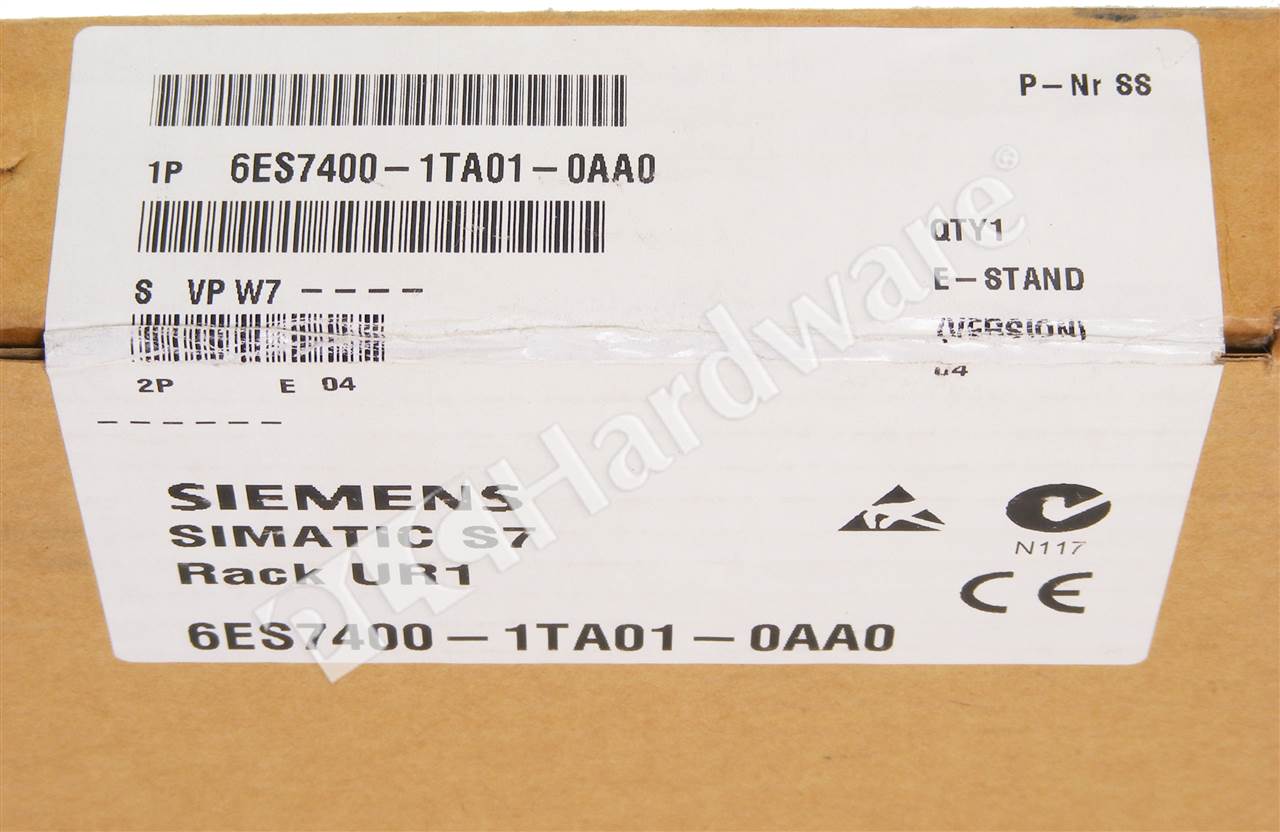 P-Nr SS
1P 6ES7400-1TA01-0AA0
QTY1
E-STAND
S VP W7 ----
(VERSION)
04
2P E 04
------
SIEMENS
SIMATIC S7
Rack UR1
6ES7400-1TA01-0AA0
N117
CE
PLCHardware®